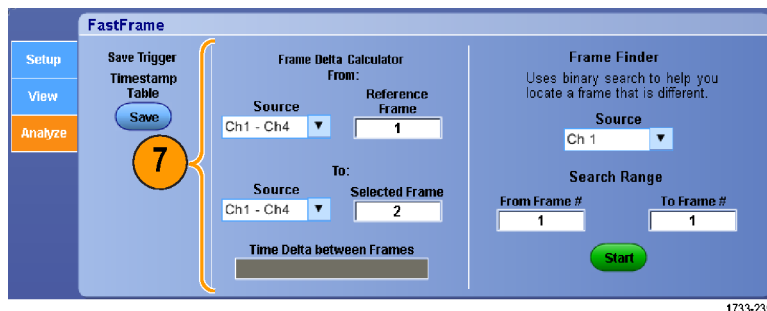 FastFrame
Setup
View
Analyze
Save Trigger
Timestamp
Table
Save
7
Frame Delta Calculator
From:
Source
Reference
Frame
Ch1 - Ch4
1
To:
Source
Selected Frame
Ch1 - Ch4
2
Time Delta between Frames
Frame Finder
Uses binary search to help you
locate a frame that is different.
Source
Ch 1
Search Range
From Frame #
To Frame #
1
1
Start